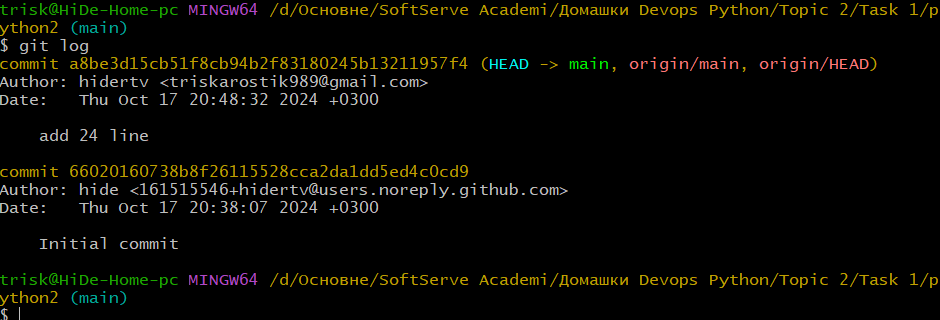 trisk@HiDe-Home-pc MINGW64 /d/Основне/SoftServe Academi/Домашки Devops Python/Topic 2/Task 1/p
ython2 (main)
$ git log
commit a8be3d15cb51f8cb94b2f83180245b13211957f4 (HEAD -> main, origin/main, origin/HEAD)
Author: hidertv <triskarostik989@gmail.com>
Date:   Thu Oct 17 20:48:32 2024 +0300
    add 24 line
commit 66020160738b8f26115528cca2da1dd5ed4c0cd9
Author: hide <161515546+hidertv@users.noreply.github.com>
Date:   Thu Oct 17 20:38:07 2024 +0300
    Initial commit
trisk@HiDe-Home-pc MINGW64 /d/Основне/SoftServe Academi/Домашки Devops Python/Topic 2/Task 1/p
ython2 (main)
$